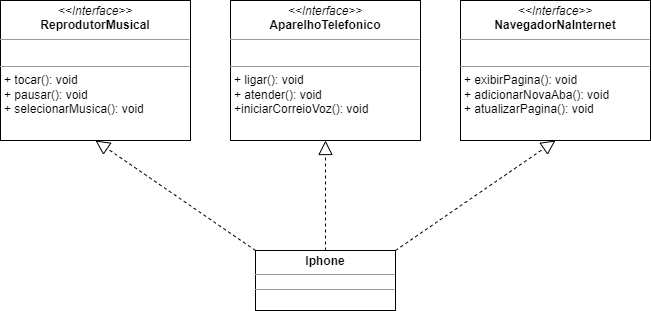 <<Interface>>
ReprodutorMusical
+ tocar(): void
+ pausar(): void
+ selecionarMusica(): void
<<Interface>>
AparelhoTelefonico
+ ligar(): void
+ atender(): void
+iniciarCorreioVoz(): void
<<Interface>>
NavegadorNaInternet
+ exibirPagina(): void
+ adicionarNovaAba(): void
+ atualizarPagina(): void
Iphone